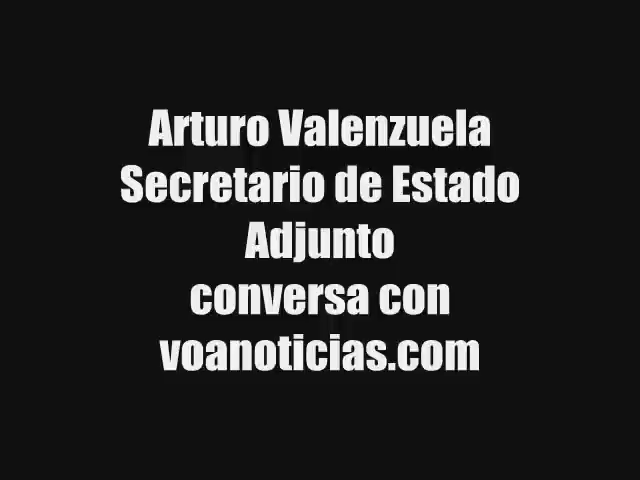 Arturo Valenzuela
Secretario de Estado
Adjunto
conversa con
voanoticias.com